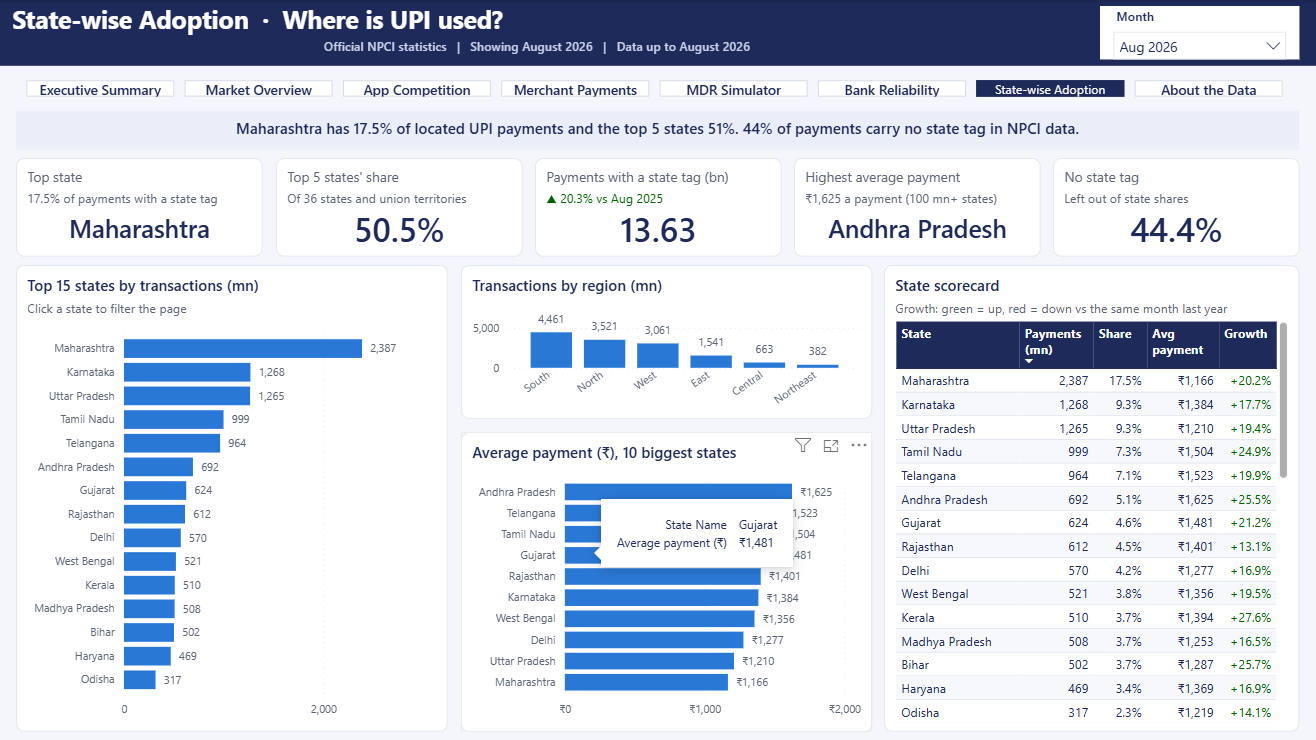 State-wise Adoption · Where is UPI used?
Official NPCI statistics | Showing August 2026 | Data up to August 2026
Month
Aug 2026
Executive Summary
Market Overview
App Competition
Merchant Payments
MDR Simulator
Bank Reliability
State-wise Adoption
About the Data
Maharashtra has 17.5% of located UPI payments and the top 5 states 51%. 44% of payments carry no state tag in NPCI data.
Top state
17.5% of payments with a state tag
Maharashtra
Top 5 states' share
Of 36 states and union territories
50.5%
Payments with a state tag (bn)
▲ 20.3% vs Aug 2025
13.63
Highest average payment
₹1,625 a payment (100 mn+ states)
Andhra Pradesh
No state tag
Left out of state shares
44.4%
Top 15 states by transactions (mn)
Click a state to filter the page
Maharashtra 2,387
Karnataka 1,268
Uttar Pradesh 1,265
Tamil Nadu 999
Telangana 964
Andhra Pradesh 692
Gujarat 624
Rajasthan 612
Delhi 570
West Bengal 521
Kerala 510
Madhya Pradesh 508
Bihar 502
Haryana 469
Odisha 317
0 2,000
Transactions by region (mn)
5,000
0
4,461 3,521 3,061 1,541 663 382
South North West East Central Northeast
Average payment (₹), 10 biggest states
Andhra Pradesh ₹1,625
Telangana 1,523
Tamil Nadu ,504
Gujarat 481
Rajasthan ₹1,401
Karnataka ₹1,384
West Bengal ₹1,356
Delhi ₹1,277
Uttar Pradesh ₹1,210
Maharashtra ₹1,166
₹0 ₹1,000 ₹2,000
State Name Gujarat
Average payment (₹) ₹1,481
State scorecard
Growth: green = up, red = down vs the same month last year
State Payments (mn) Share Avg payment Growth
Maharashtra 2,387 17.5% ₹1,166 +20.2%
Karnataka 1,268 9.3% ₹1,384 +17.7%
Uttar Pradesh 1,265 9.3% ₹1,210 +19.4%
Tamil Nadu 999 7.3% ₹1,504 +24.9%
Telangana 964 7.1% ₹1,523 +19.9%
Andhra Pradesh 692 5.1% ₹1,625 +25.5%
Gujarat 624 4.6% ₹1,481 +21.2%
Rajasthan 612 4.5% ₹1,401 +13.1%
Delhi 570 4.2% ₹1,277 +16.9%
West Bengal 521 3.8% ₹1,356 +19.5%
Kerala 510 3.7% ₹1,394 +27.6%
Madhya Pradesh 508 3.7% ₹1,253 +16.5%
Bihar 502 3.7% ₹1,287 +25.7%
Haryana 469 3.4% ₹1,369 +16.9%
Odisha 317 2.3% ₹1,219 +14.1%